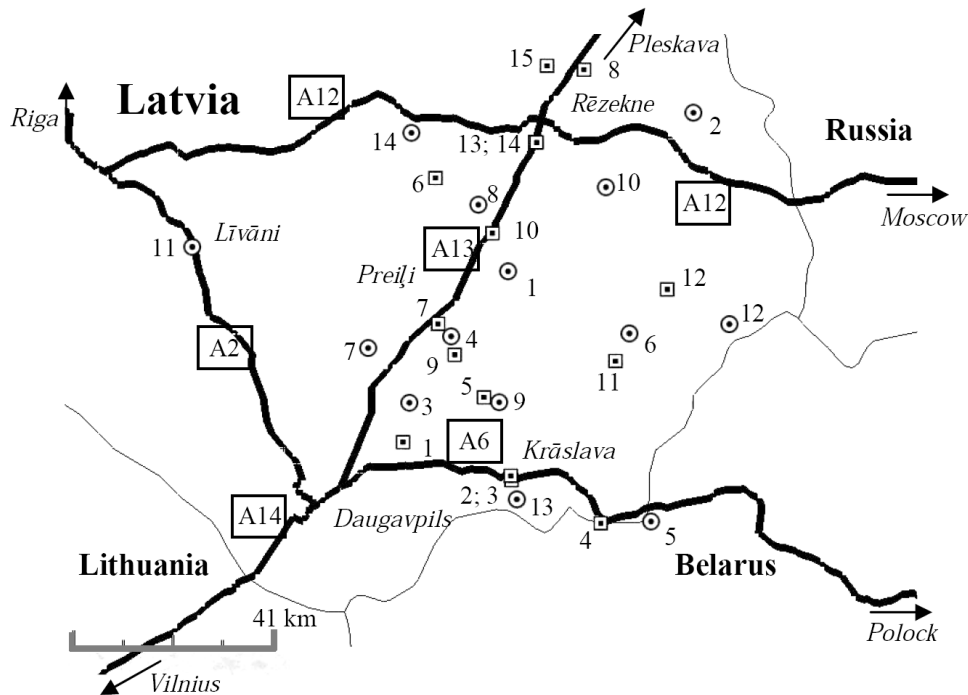 Pleskava
15
8
A12
Latvia
Rēzekne
Riga
2
Russia
14
13; 14
6
8
10
A12
Moscow
Līvāni
10
11
A13
1
Preiļi
12
7
12
4
6
A2
7
9
11
5
9
3
A6
1
Krāslava
2; 3
13
A14
Daugavpils
4
5
Lithuania
Belarus
41 km
Polock
Vilnius